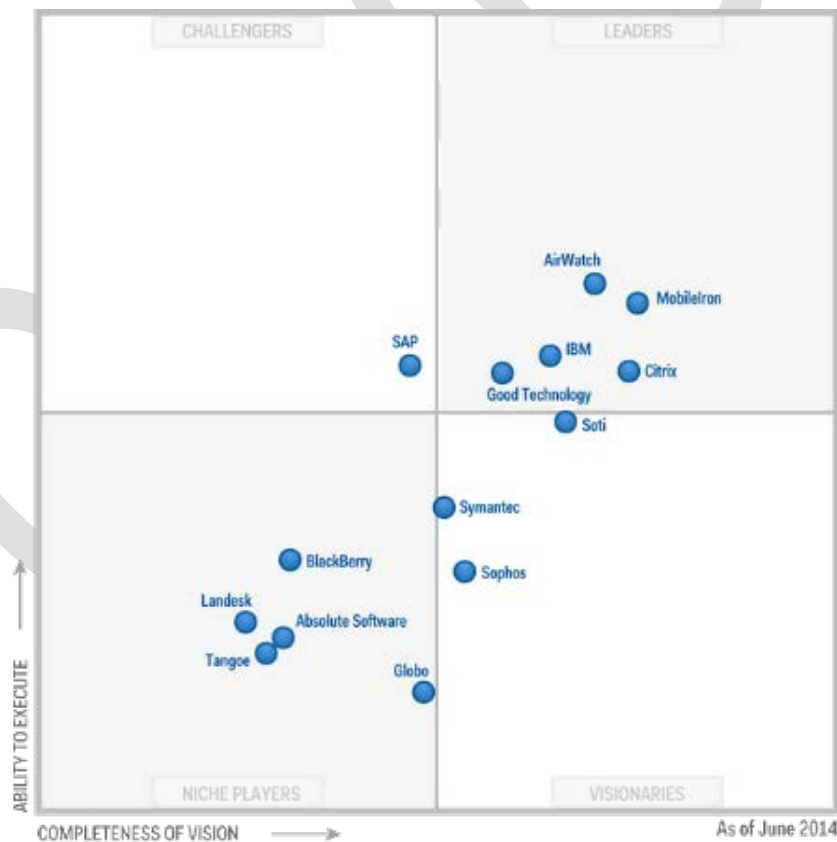 CHALLENGERS
LEADERS
AirWatch
MobileIron
SAP
IBM
Citrix
Good Technology
Soti
Symantec
BlackBerry
Sophos
Landesk
Absolute Software
Tangoe
Globo
ABILITY TO EXECUTE
NICHE PLAYERS
VISIONARIES
COMPLETENESS OF VISION
As of June 2014